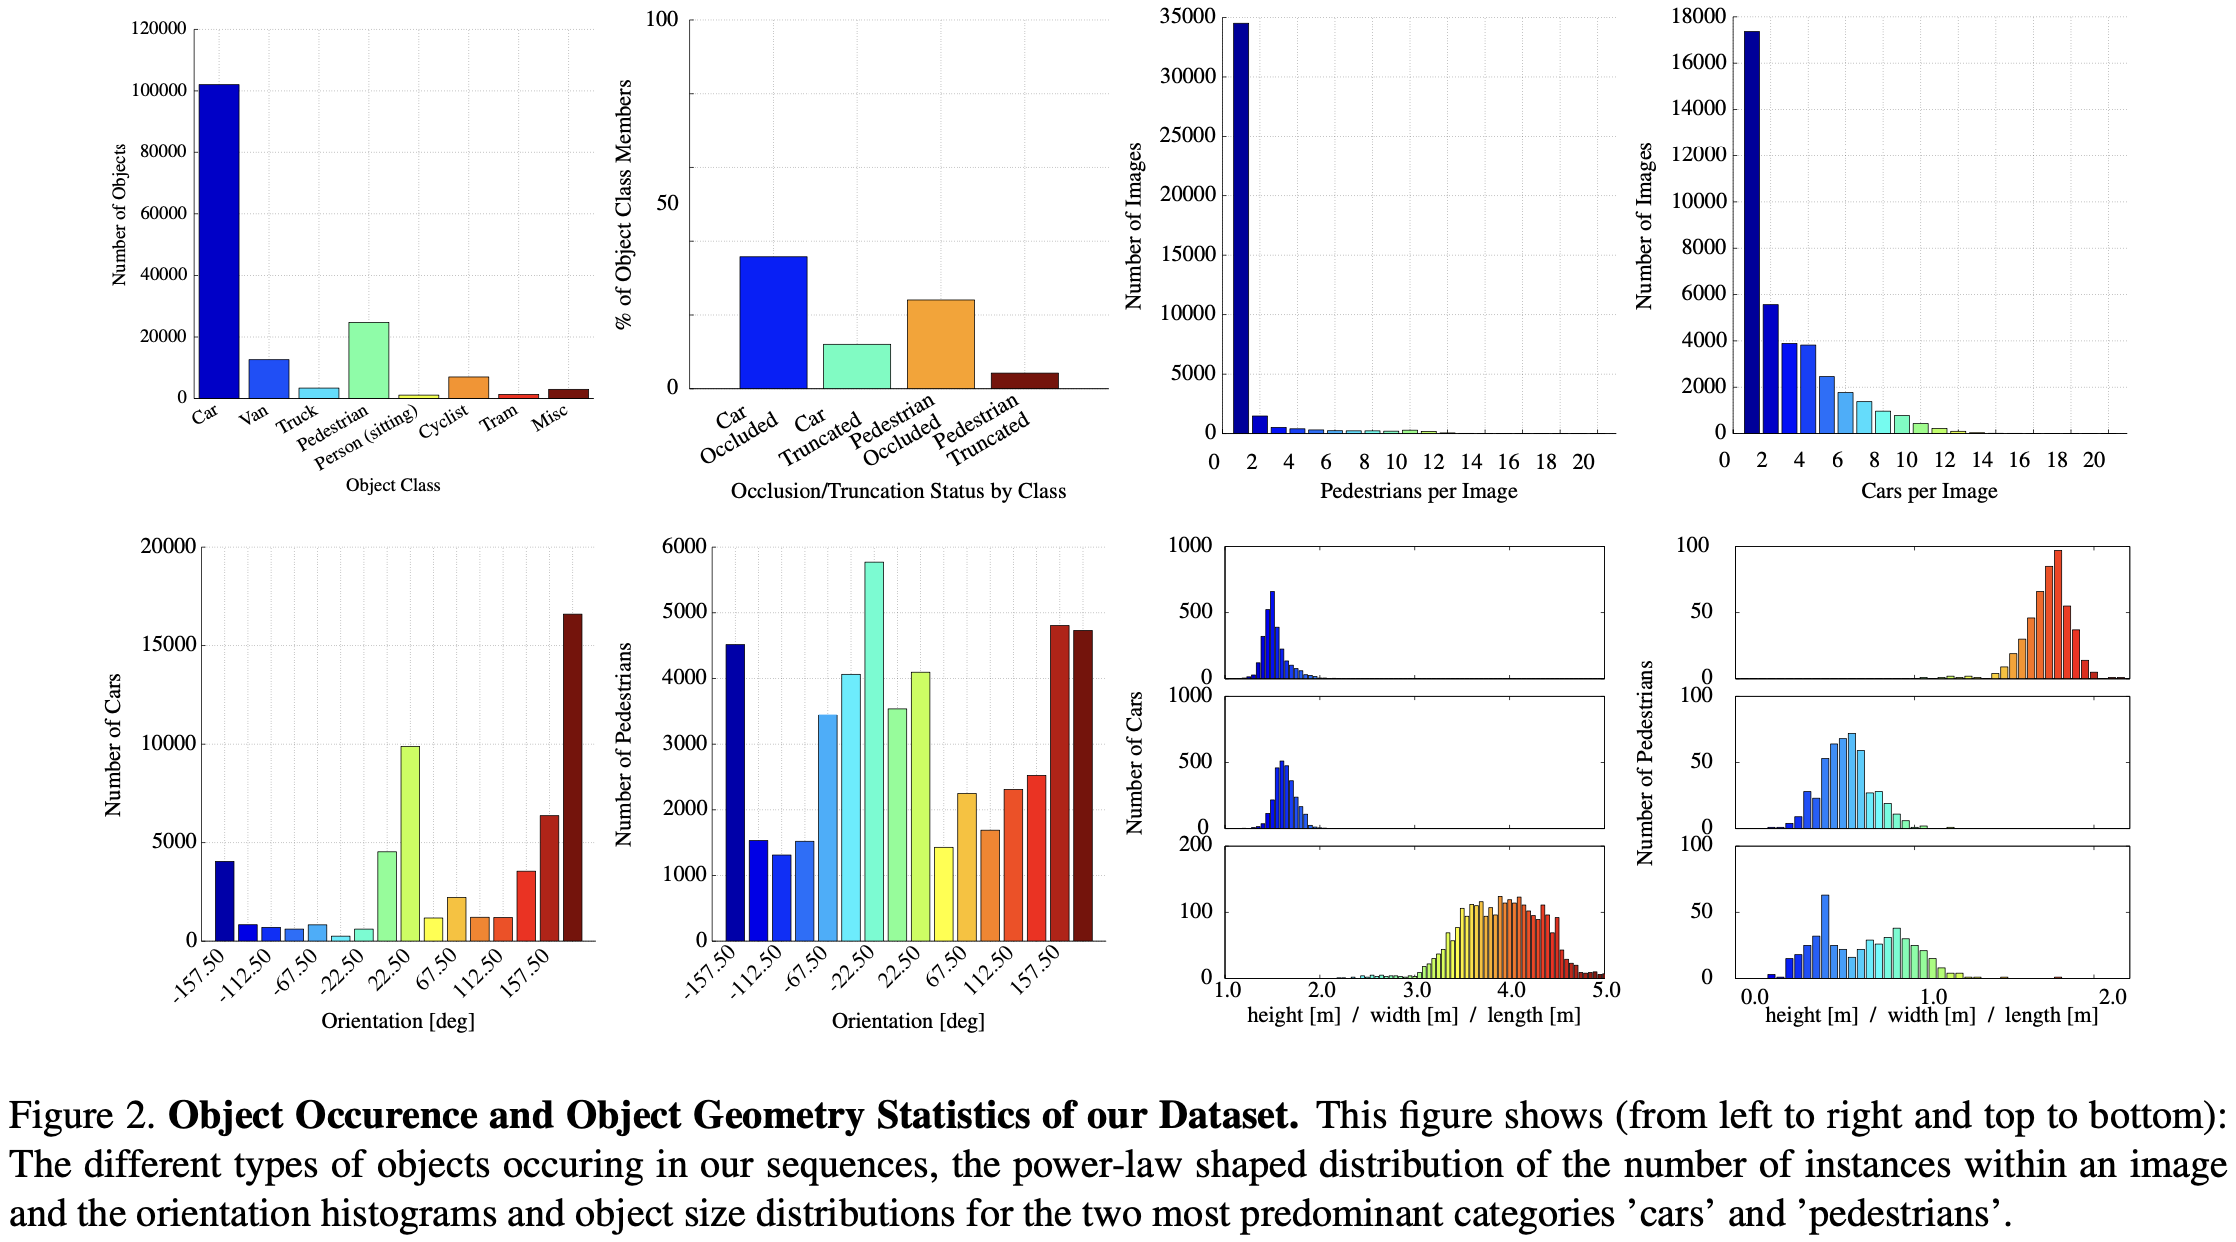 120000
100000
80000
60000
40000
20000
0
Number of Objects
Car
Van
Truck
Pedestrian
Person (sitting)
Cyclist
Tram
Misc
Object Class
100
50
0
% of Object Class Members
Car
Occluded
Car
Truncated
Pedestrian
Occluded
Pedestrian
Truncated
Occlusion/Truncation Status by Class
35000
30000
25000
20000
15000
10000
5000
0
Number of Images
0 2 4 6 8 10 12 14 16 18 20
Pedestrians per Image
18000
16000
14000
12000
10000
8000
6000
4000
2000
0
Number of Images
0 2 4 6 8 10 12 14 16 18 20
Cars per Image
20000
15000
10000
5000
0
Number of Cars
-157.50
-112.50
-67.50
-22.50
22.50
67.50
112.50
157.50
Orientation [deg]
6000
5000
4000
3000
2000
1000
0
Number of Pedestrians
-157.50
-112.50
-67.50
-22.50
22.50
67.50
112.50
157.50
Orientation [deg]
1000
500
0
1000
500
0
200
100
0
Number of Cars
1.0 2.0 3.0 4.0 5.0
height [m] / width [m] / length [m]
100
50
0
100
50
0
100
50
0
Number of Pedestrians
0.0 1.0 2.0
height [m] / width [m] / length [m]
Figure 2. Object Occurence and Object Geometry Statistics of our Dataset. This figure shows (from left to right and top to bottom):
The different types of objects occuring in our sequences, the power-law shaped distribution of the number of instances within an image
and the orientation histograms and object size distributions for the two most predominant categories 'cars' and 'pedestrians'.